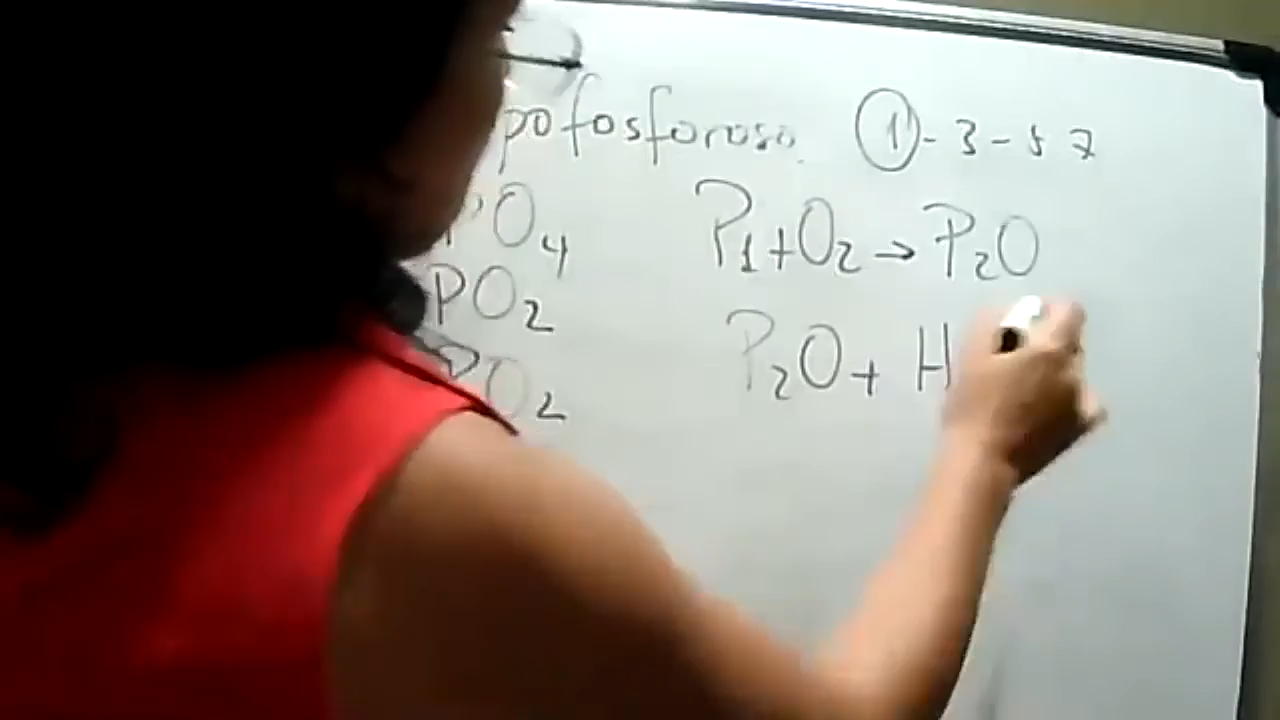 pofosforoso ①-3-5 7
PO₄ P₁+O₂→P₂O
PO₂ P₂O+ H
PO₂